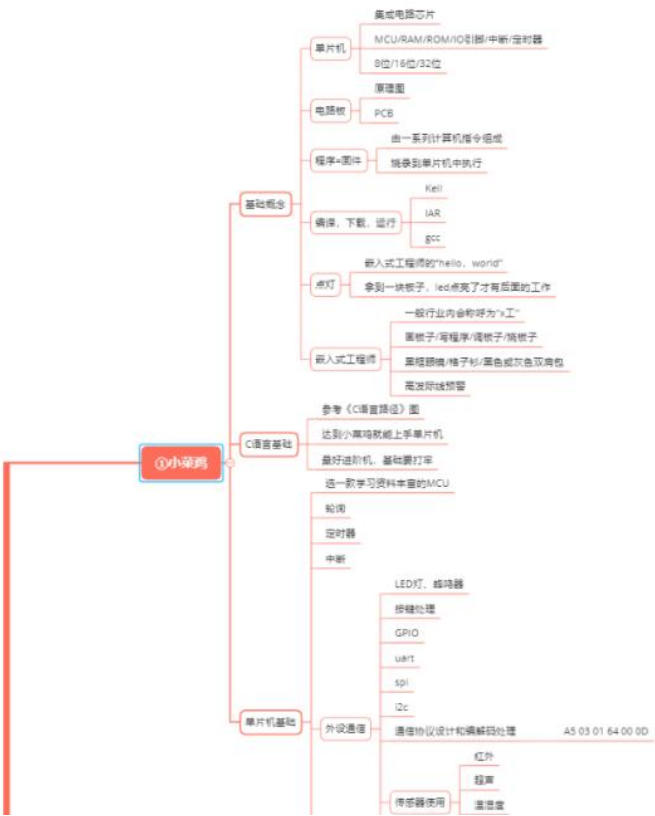 集成电路芯片
MCU/RAM/ROM/IO引脚/中断/定时器
单片机
8位/16位/32位
原理图
电路板
PCB
由一系列计算机指令组成
程序=固件
烧录到单片机中执行
基础概念
Keil
编译、下载、运行
IAR
gcc
嵌入式工程师的"hello，world"
点灯
拿到一块板子，led点亮了才有后面的工作
一般行业内会称呼为"x工"
画板子/写程序/调板子/烧板子
嵌入式工程师
黑框眼镜/格子衫/黑色或灰色双肩包
高发际线预警
参考《C语言路径》图
C语言基础
达到小菜鸡就能上手单片机
①小菜鸡
最好进阶机，基础要打牢
选一款学习资料丰富的MCU
轮询
定时器
中断
LED灯、蜂鸣器
按键处理
GPIO
uart
spi
i2c
单片机基础
外设通信
通信协议设计和编解码处理
A5 03 01 64 00 0D
红外
超声
传感器使用
温湿度